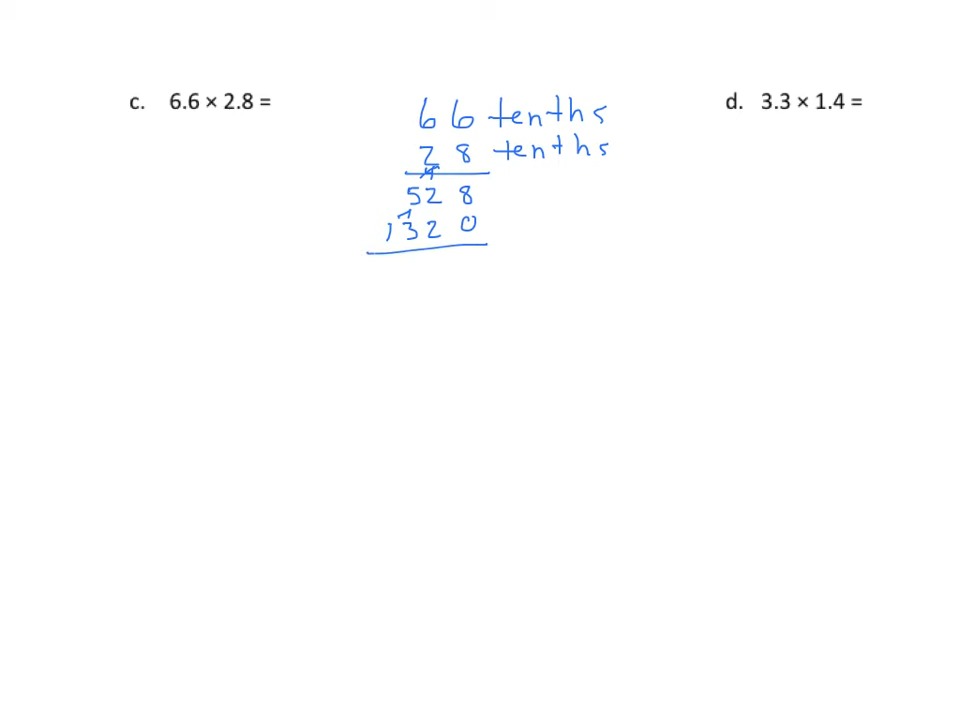 c. 6.6 × 2.8 =
66 tenths
28 tenths
528
1320
d. 3.3 × 1.4 =